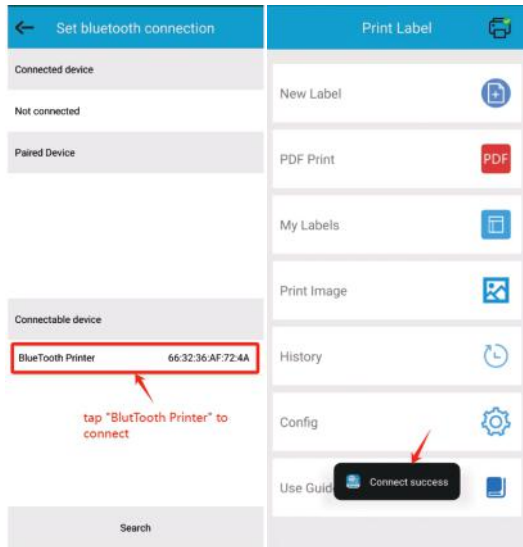 Set bluetooth connection
Connected device
Not connected
Paired Device
Connectable device
BlueTooth Printer 66:32:36:AF:72:4A
tap "BlutTooth Printer" to
connect
Search
Print Label
New Label
PDF Print
PDF
My Labels
Print Image
History
Config
Use Guid
Connect success